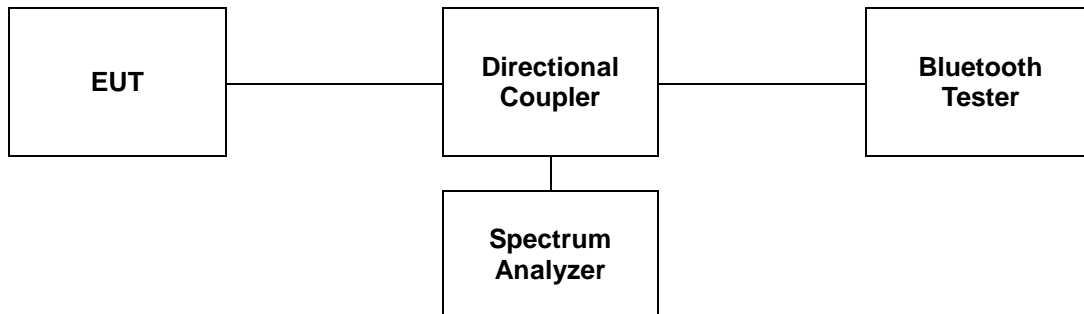 EUT
Directional
Coupler
Bluetooth
Tester
Spectrum
Analyzer